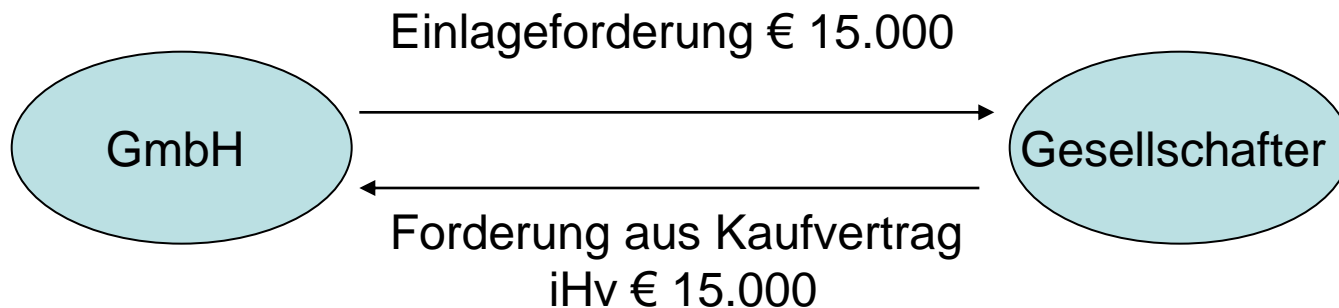 Einlageforderung € 15.000
GmbH
Gesellschafter
Forderung aus Kaufvertrag
iHv € 15.000